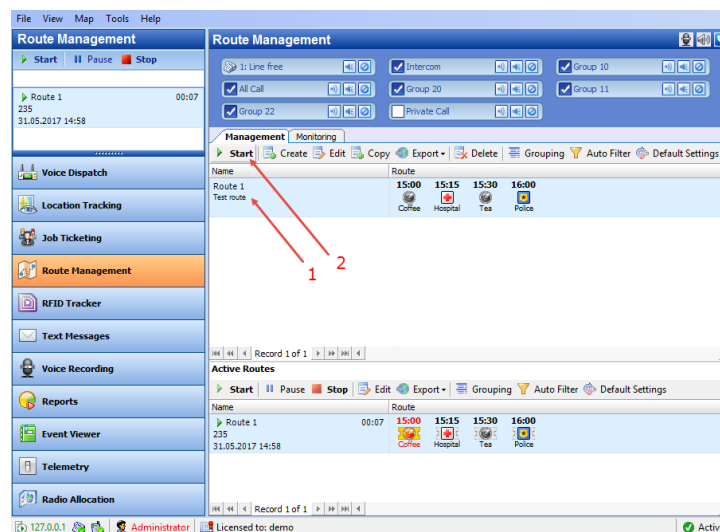 File View Map Tools Help
Route Management
Start Pause Stop
Route 1 00:07
235
31.05.2017 14:58
Voice Dispatch
Location Tracking
Job Ticketing
Route Management
RFID Tracker
Text Messages
Voice Recording
Reports
Event Viewer
Telemetry
Radio Allocation
Route Management
1: Line free Intercom Group 10
All Call Group 20 Group 11
Group 22 Private Call
Management Monitoring
Start Create Edit Copy Export Delete Grouping Auto Filter Default Settings
Name Route
Route 1 15:00 15:15 15:30 16:00
Test route Coffee Hospital Tea Police
1 2
Record 1 of 1
Active Routes
Start Pause Stop Edit Export Grouping Auto Filter Default Settings
Name Route
Route 1 00:07 15:00 15:15 15:30 16:00
235
31.05.2017 14:58 Coffee Hospital Tea Police
Record 1 of 1
127.0.0.1 Administrator Licensed to: demo Activ